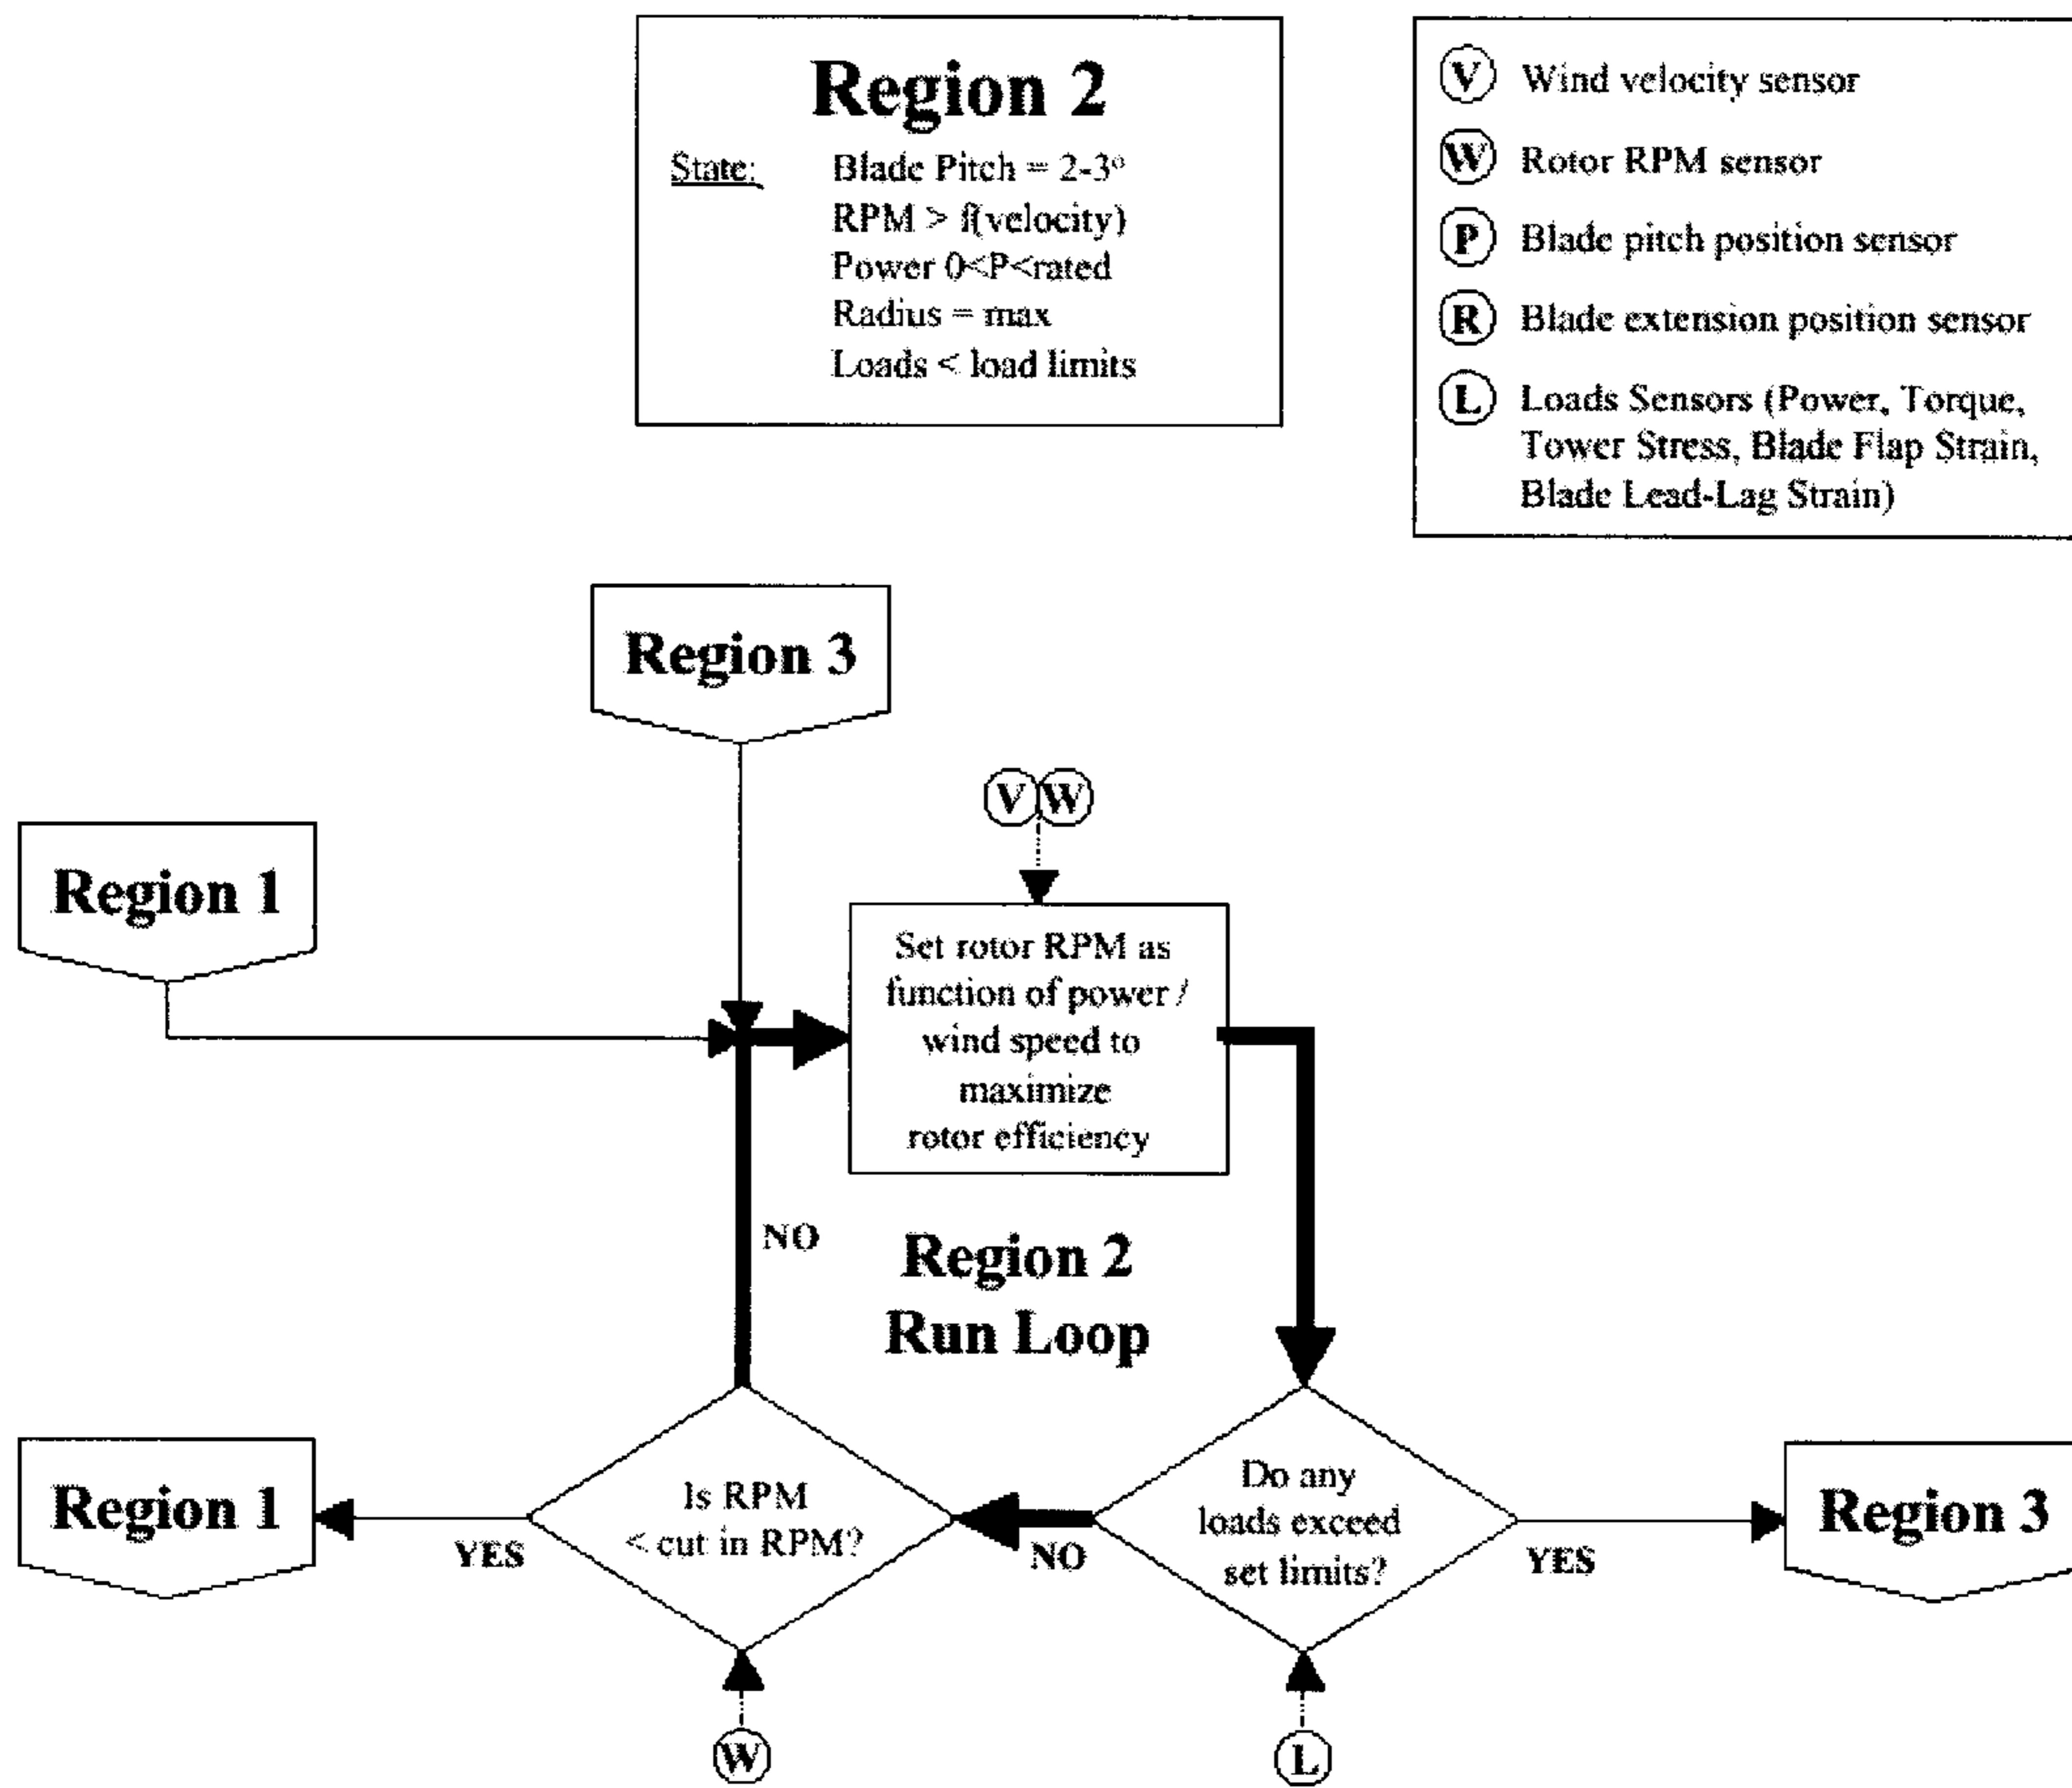 Region 2
State: Blade Pitch = 2-3°
RPM > f(velocity)
Power 0<P<rated
Radius = max
Loads < load limits
V Wind velocity sensor
W Rotor RPM sensor
P Blade pitch position sensor
R Blade extension position sensor
L Loads Sensors (Power, Torque,
Tower Stress, Blade Flap Strain,
Blade Lead-Lag Strain)
Region 3
V W
Region 1
Set rotor RPM as
function of power /
wind speed to
maximize
rotor efficiency
NO
Region 2
Run Loop
Region 1
YES
Is RPM
< cut in RPM?
NO
Do any
loads exceed
set limits?
YES
Region 3
W
L